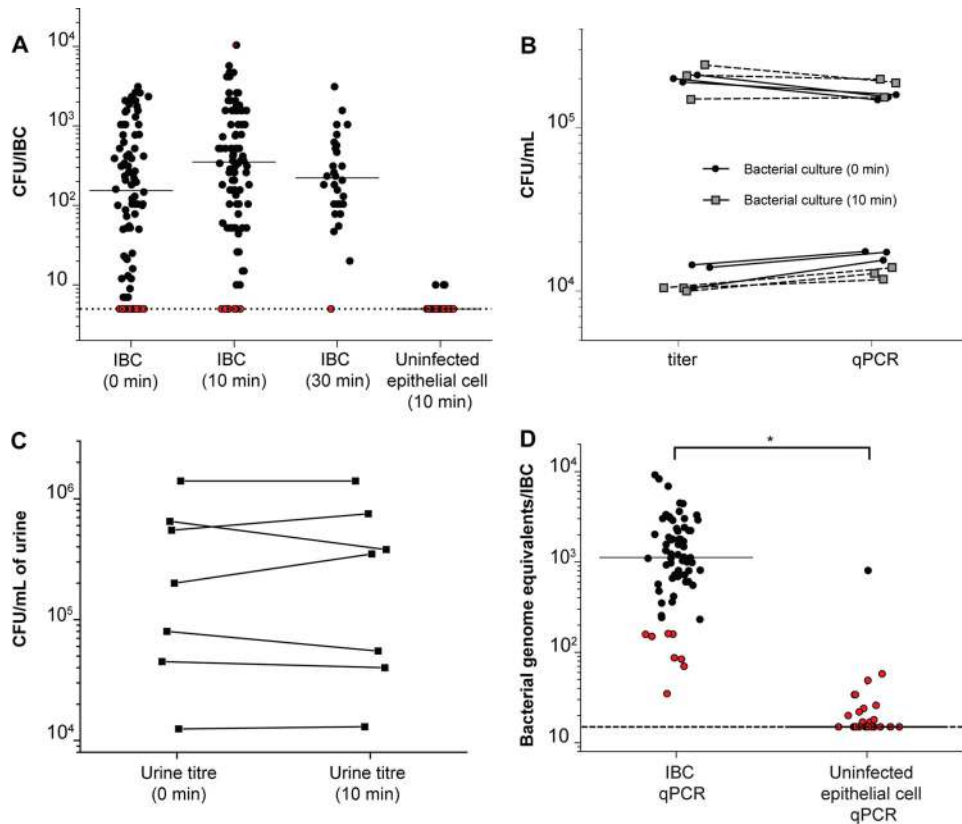 A
CFU/IBC
10⁴
10³
10²
10
IBC
(0 min)
IBC
(10 min)
IBC
(30 min)
Uninfected
epithelial cell
(10 min)
B
CFU/mL
10⁵
10⁴
Bacterial culture (0 min)
Bacterial culture (10 min)
titer
qPCR
C
CFU/mL of urine
10⁶
10⁵
10⁴
Urine titre
(0 min)
Urine titre
(10 min)
D
*
Bacterial genome equivalents/IBC
10⁴
10³
10²
10
IBC
qPCR
Uninfected
epithelial cell
qPCR